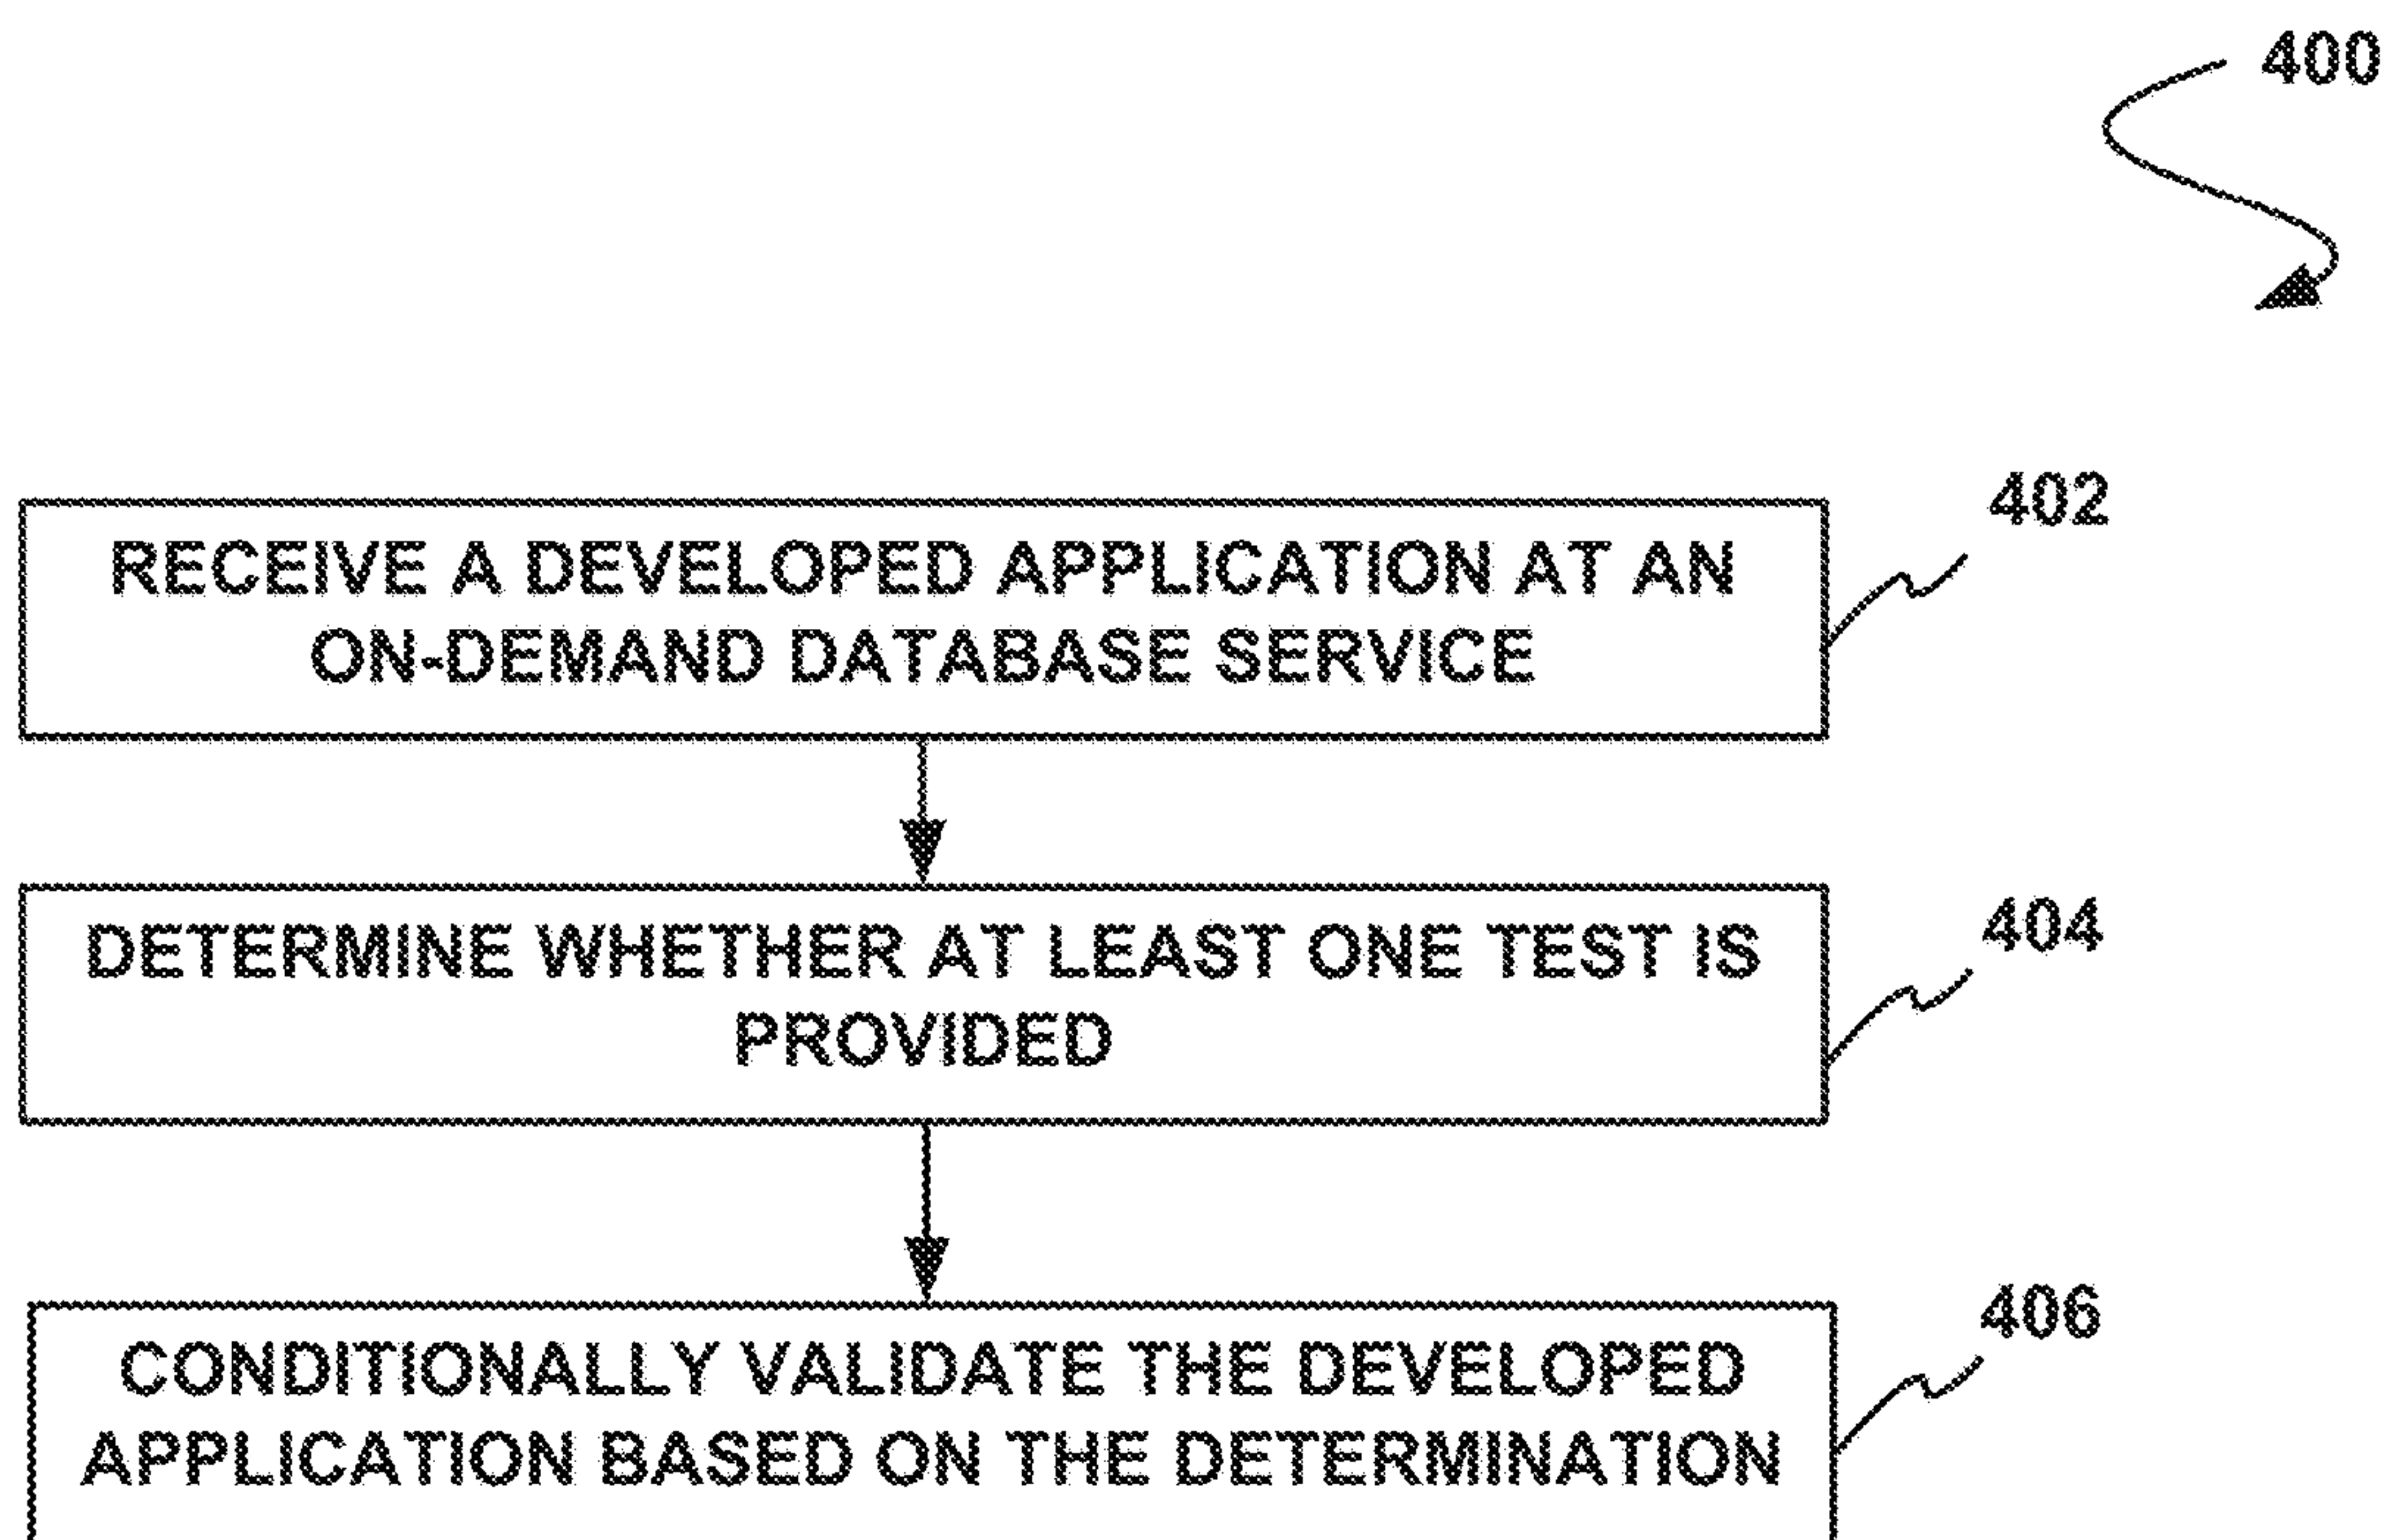 400
402
RECEIVE A DEVELOPED APPLICATION AT AN
ON-DEMAND DATABASE SERVICE
404
DETERMINE WHETHER AT LEAST ONE TEST IS
PROVIDED
406
CONDITIONALLY VALIDATE THE DEVELOPED
APPLICATION BASED ON THE DETERMINATION